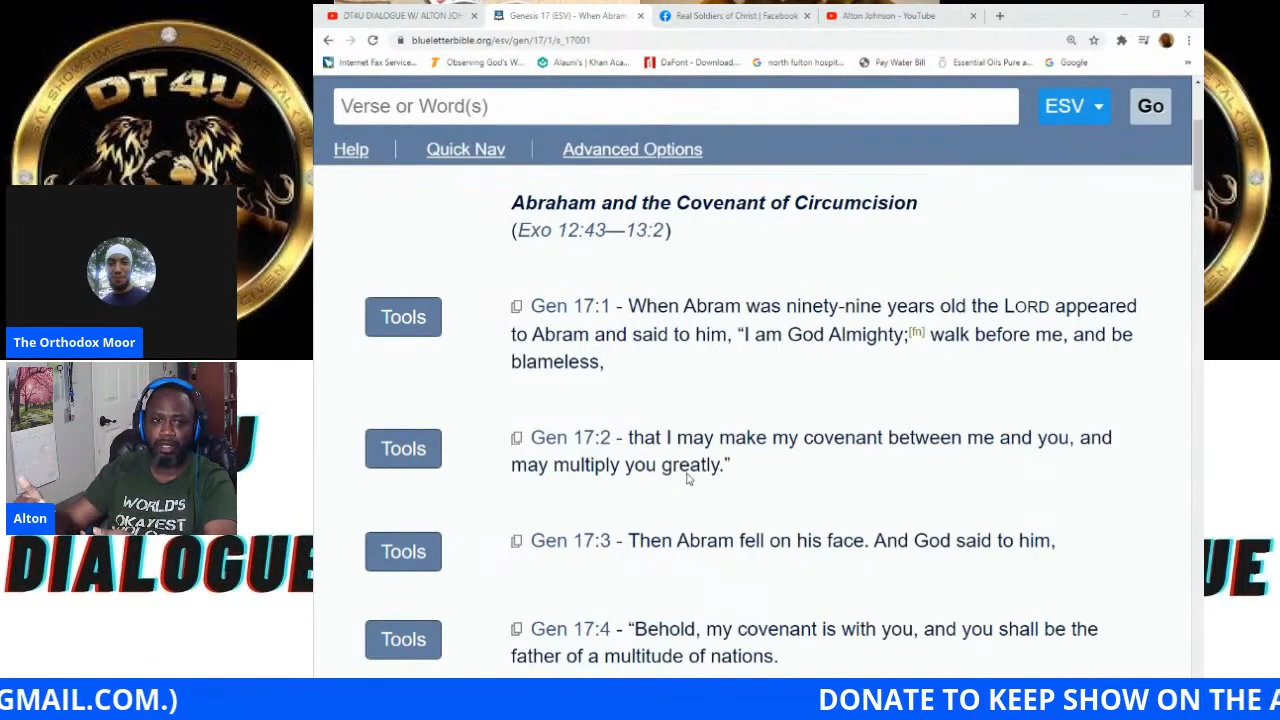 DT4U DIALOGUE W/ ALTON JOH
Genesis 17 (ESV) - When Abram
Real Soldiers of Christ | Facebook
Alton Johnson - YouTube
blueletterbible.org/esv/gen/17/1/s_17001
Internet Fax Service...
Observing God's W...
Alaum's | Khan Aca...
DaFont - Download...
north fulton hospit...
Pay Water Bill
Essential Oils Pure a...
Google
DT4U
Verse or Word(s)
ESV
Go
Help
Quick Nav
Advanced Options
Abraham and the Covenant of Circumcision
(Exo 12:43—13:2)
Tools
Gen 17:1 - When Abram was ninety-nine years old the LORD appeared
to Abram and said to him, “I am God Almighty;[fn] walk before me, and be
blameless,
Tools
Gen 17:2 - that I may make my covenant between me and you, and
may multiply you greatly.”
Tools
Gen 17:3 - Then Abram fell on his face. And God said to him,
Tools
Gen 17:4 - “Behold, my covenant is with you, and you shall be the
father of a multitude of nations.
The Orthodox Moor
WORLD'S
OKAYEST
Alton
DIALOGUE
UE
GMAIL.COM.)
DONATE TO KEEP SHOW ON THE A